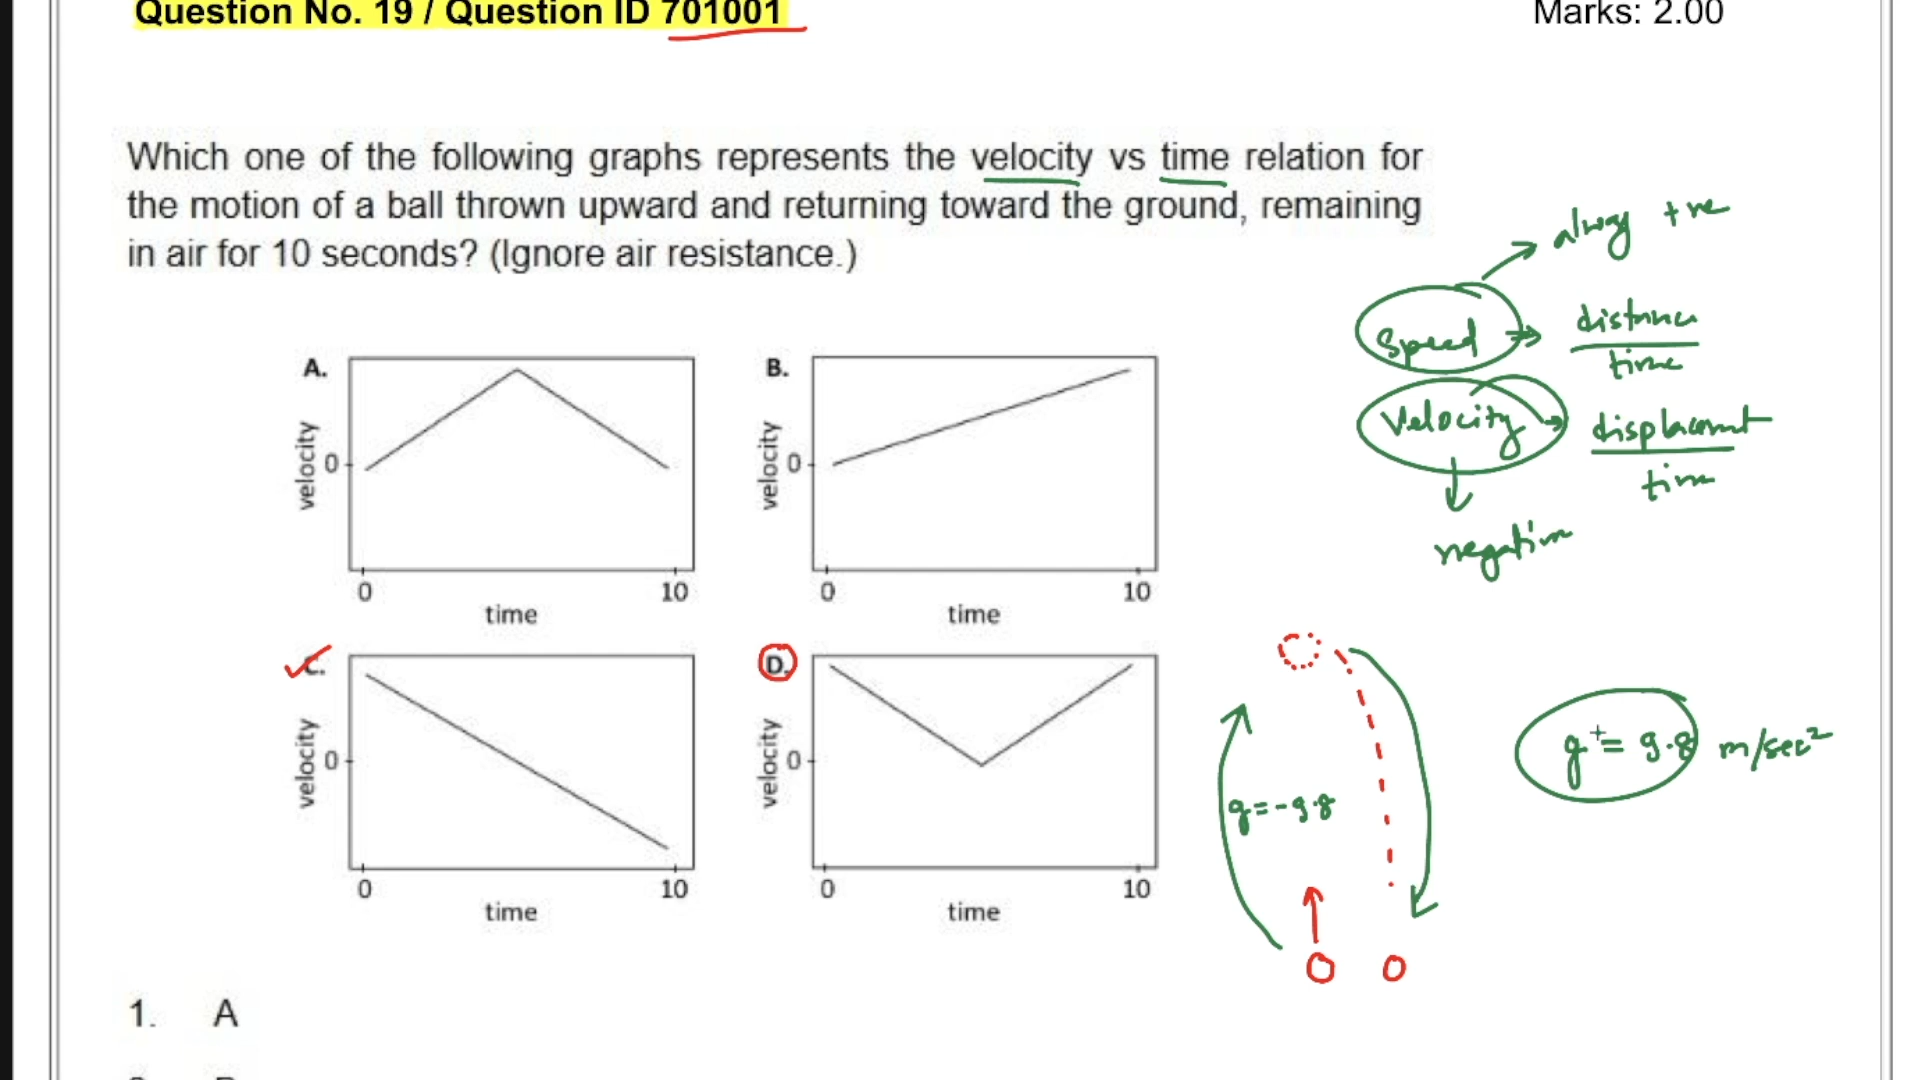 Question No. 19 / Question ID 701001
Marks: 2.00
Which one of the following graphs represents the velocity vs time relation for
the motion of a ball thrown upward and returning toward the ground, remaining
in air for 10 seconds? (Ignore air resistance.)
A.
velocity
0
0
10
time
B.
velocity
0
0
10
time
C.
velocity
0
0
10
time
D.
velocity
0
0
10
time
alway +ve
Speed
distance
time
Velocity
displacement
time
negative
g=-9.8
g += 9.8 m/sec²
1. A